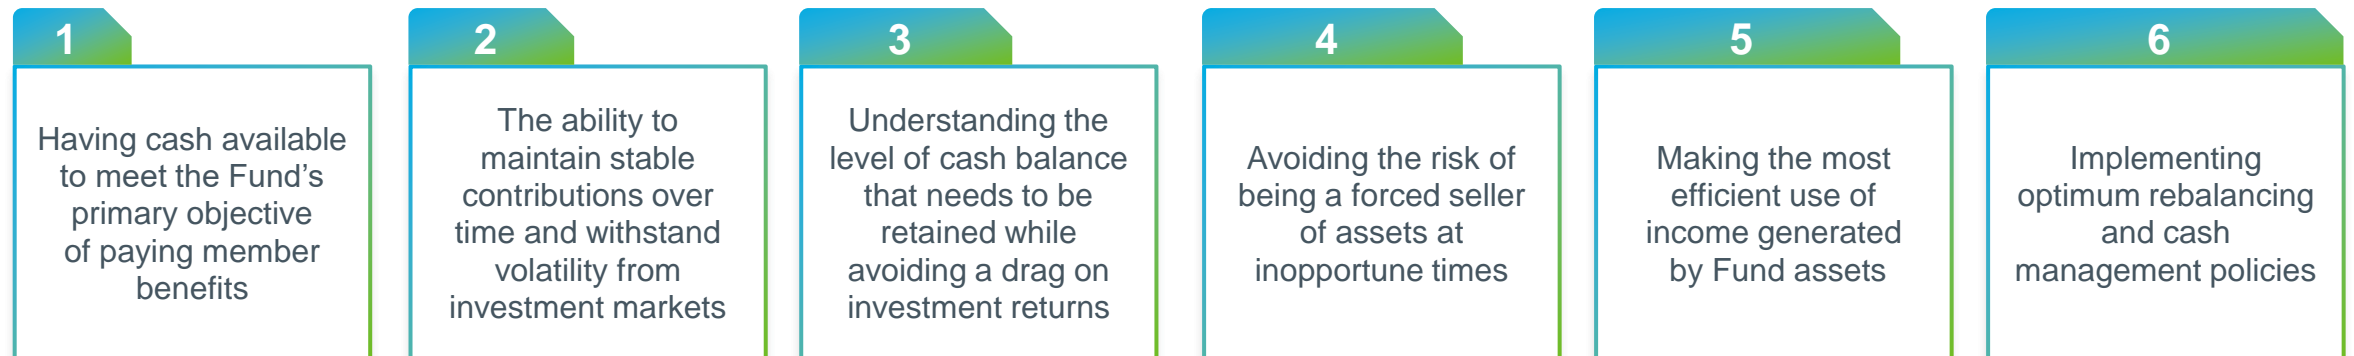 1
Having cash available
to meet the Fund’s
primary objective
of paying member
benefits
2
The ability to
maintain stable
contributions over
time and withstand
volatility from
investment markets
3
Understanding the
level of cash balance
that needs to be
retained while
avoiding a drag on
investment returns
4
Avoiding the risk of
being a forced seller
of assets at
inopportune times
5
Making the most
efficient use of
income generated
by Fund assets
6
Implementing
optimum rebalancing
and cash
management policies